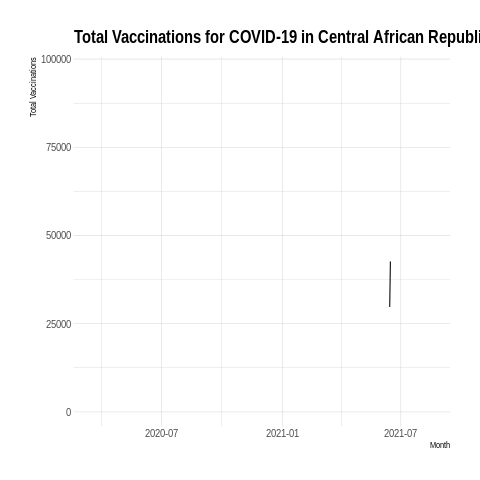 Total Vaccinations for COVID-19 in Central African Republi
Total Vaccinations
100000
75000
50000
25000
0
2020-07 2021-01 2021-07
Month